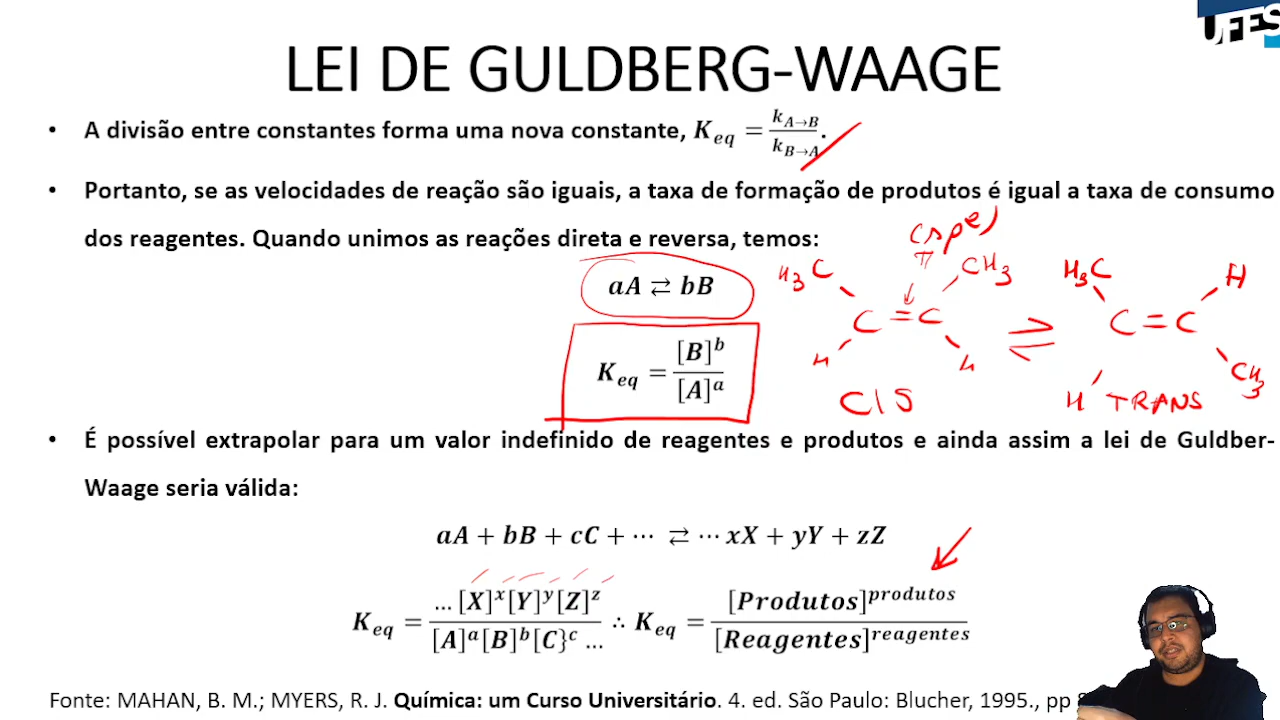 UFES
LEI DE GULDBERG-WAAGE
• A divisão entre constantes forma uma nova constante, K_eq = k_{A→B} / k_{B→A}.
• Portanto, se as velocidades de reação são iguais, a taxa de formação de produtos é igual a taxa de consumo
dos reagentes. Quando unimos as reações direta e reversa, temos:
(sp²)
π
H₃C CH₃ H₃C H
aA ⇄ bB
C = C ⇌ C = C
H H H CH₃
K_eq = [B]^b / [A]^a
CIS TRANS
• É possível extrapolar para um valor indefinido de reagentes e produtos e ainda assim a lei de Guldber-
Waage seria válida:
aA + bB + cC + ⋯ ⇄ ⋯ xX + yY + zZ
K_eq = … [X]^x[Y]^y[Z]^z / [A]^a[B]^b[C}^c … ∴ K_eq = [Produtos]^produtos / [Reagentes]^reagentes
Fonte: MAHAN, B. M.; MYERS, R. J. Química: um Curso Universitário. 4. ed. São Paulo: Blucher, 1995., pp